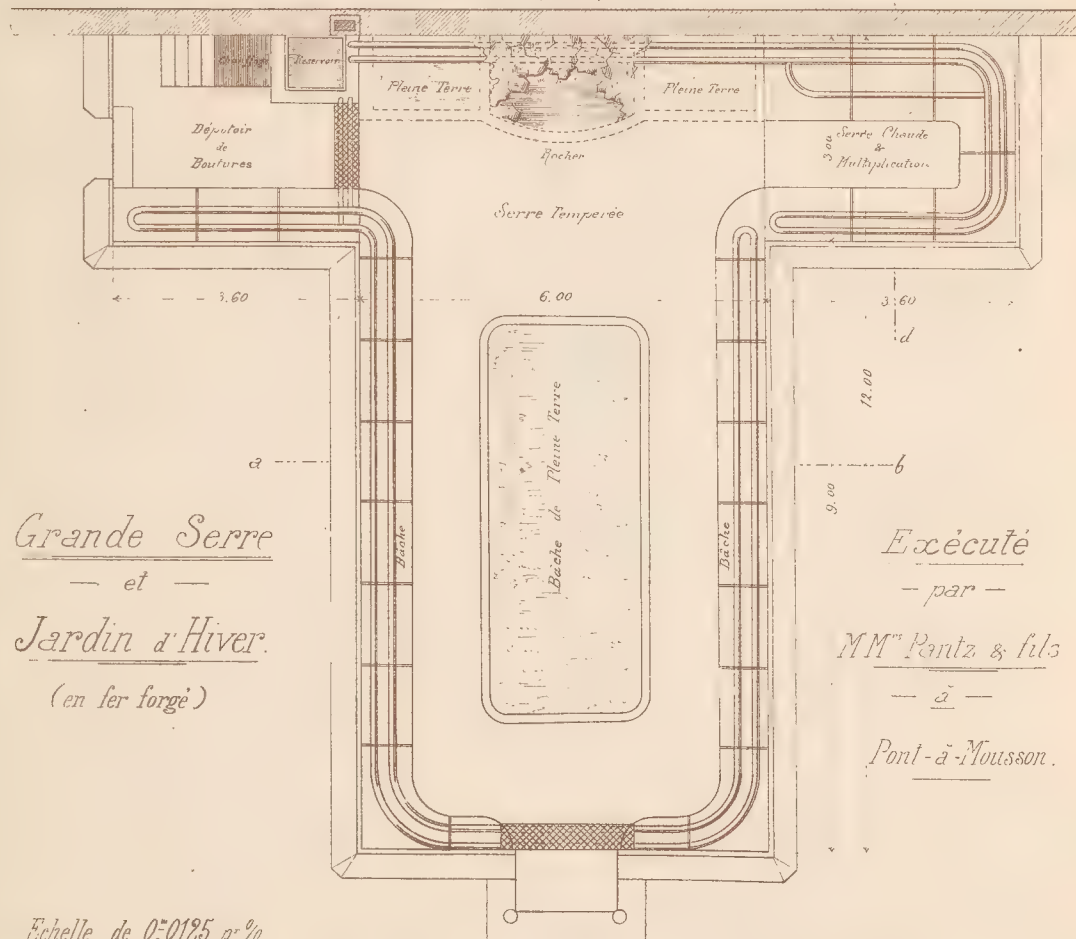 Chauffage
Réservoir
Pleine Terre
Pleine Terre
Dépotoir
de
Boutures
Rocher
Serre Chaude
&
Multiplication
3.00
Serre Temperée
3.60
6.00
3.60
d
12.00
a
b
9.00
Bâche
Bâche de Pleine Terre
Bâche
Grande Serre
— et —
Jardin d'Hiver.
(en fer forgé)
Exécuté
— par —
MM.rs Pantz & fils
— à —
Pont-à-Mousson.
Echelle de 0m0125 pr %